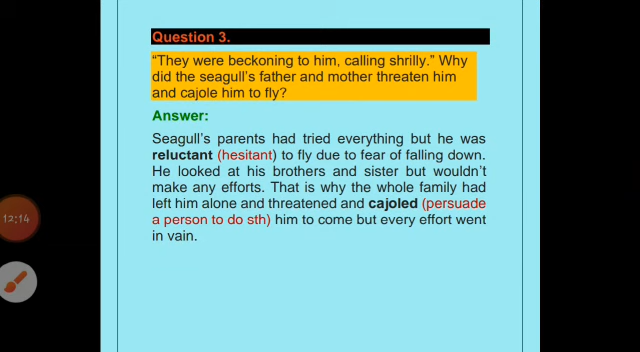 Question 3.
“They were beckoning to him, calling shrilly.” Why
did the seagull's father and mother threaten him
and cajole him to fly?
Answer:
Seagull's parents had tried everything but he was
reluctant (hesitant) to fly due to fear of falling down.
He looked at his brothers and sister but wouldn't
make any efforts. That is why the whole family had
left him alone and threatened and cajoled (persuade
12:14
a person to do sth) him to come but every effort went
in vain.